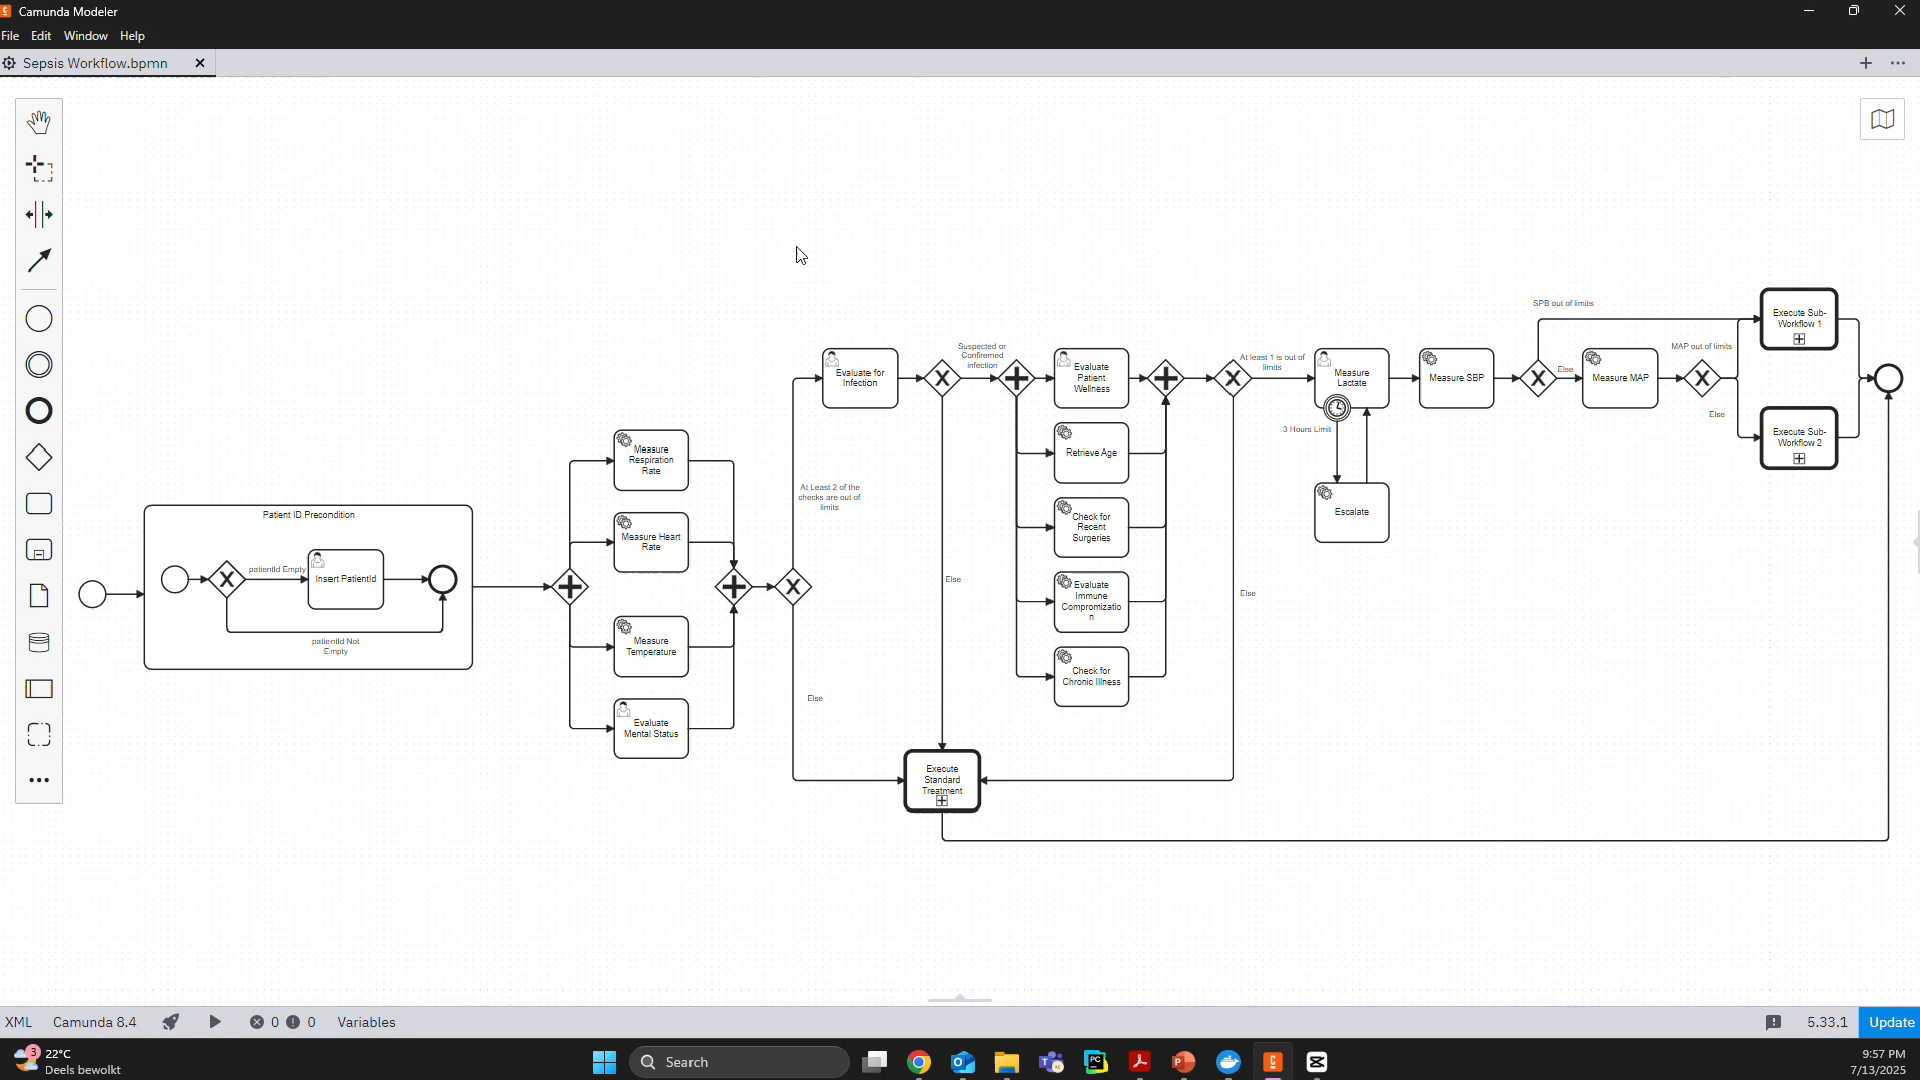 Camunda Modeler
File Edit Window Help
Sepsis Workflow.bpmn
Patient ID Precondition
patientId Empty
Insert PatientId
patientId Not
Empty
Measure
Respiration
Rate
Measure Heart
Rate
Measure
Temperature
Evaluate
Mental Status
At Least 2 of the
checks are out of
limits
Else
Evaluate for
Infection
Suspected or
Confiremed
infection
Else
Execute
Standard
Treatment
Evaluate
Patient
Wellness
Retrieve Age
Check for
Recent
Surgeries
Evaluate
Immune
Compromizatio
n
Check for
Chronic Illness
At least 1 is out of
limits
Else
Measure
Lactate
3 Hours Limit
Escalate
Measure SBP
SPB out of limits
Else
Measure MAP
MAP out of limits
Else
Execute Sub-
Workflow 1
Execute Sub-
Workflow 2
XML Camunda 8.4 0 0 Variables 5.33.1 Update
3
22°C
Deels bewolkt
Search
9:57 PM
7/13/2025